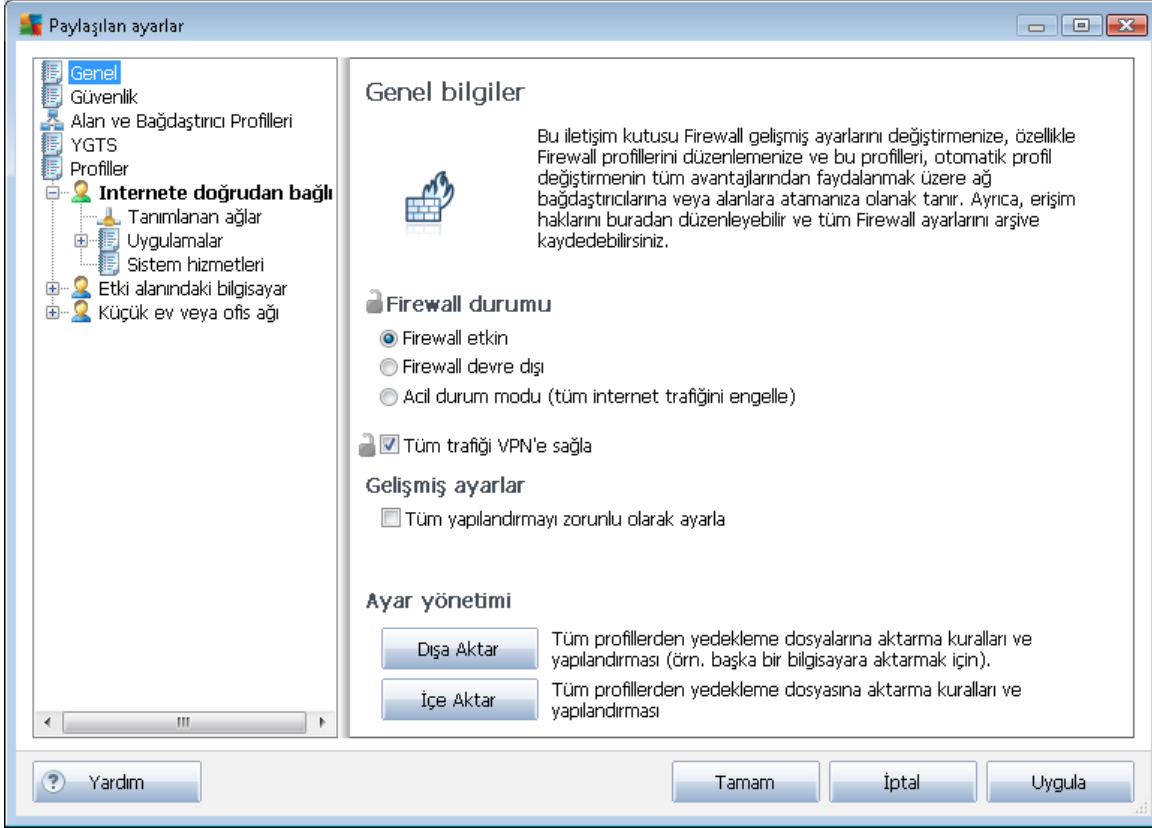 Paylaşılan ayarlar
Genel
Güvenlik
Alan ve Bağdaştırıcı Profilleri
YGTS
Profiller
Internete doğrudan bağlı
Tanımlanan ağlar
Uygulamalar
Sistem hizmetleri
Etki alanındaki bilgisayar
Küçük ev veya ofis ağı
Genel bilgiler
Bu iletişim kutusu Firewall gelişmiş ayarlarını değiştirmenize, özellikle
Firewall profillerini düzenlemenize ve bu profilleri, otomatik profil
değiştirmenin tüm avantajlarından faydalanmak üzere ağ
bağdaştırıcılarına veya alanlara atamanıza olanak tanır. Ayrıca, erişim
haklarını buradan düzenleyebilir ve tüm Firewall ayarlarını arşive
kaydedebilirsiniz.
Firewall durumu
Firewall etkin
Firewall devre dışı
Acil durum modu (tüm internet trafiğini engelle)
Tüm trafiği VPN'e sağla
Gelişmiş ayarlar
Tüm yapılandırmayı zorunlu olarak ayarla
Ayar yönetimi
Dışa Aktar
Tüm profillerden yedekleme dosyalarına aktarma kuralları ve
yapılandırması (örn. başka bir bilgisayara aktarmak için).
İçe Aktar
Tüm profillerden yedekleme dosyasına aktarma kuralları ve
yapılandırması
Yardım
Tamam
İptal
Uygula